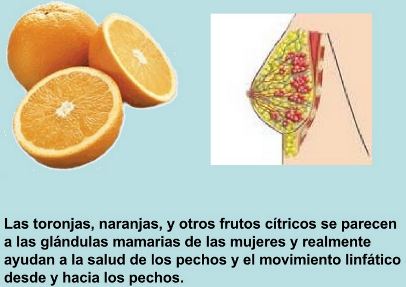 Las toronjas, naranjas, y otros frutos cítricos se parecen
a las glándulas mamarias de las mujeres y realmente
ayudan a la salud de los pechos y el movimiento linfático
desde y hacia los pechos.